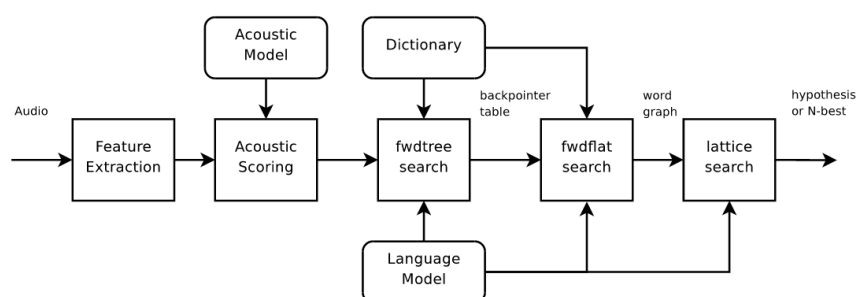 Acoustic
Model
Dictionary
Audio
backpointer
table
word
graph
hypothesis
or N-best
Feature
Extraction
Acoustic
Scoring
fwdtree
search
fwdflat
search
lattice
search
Language
Model